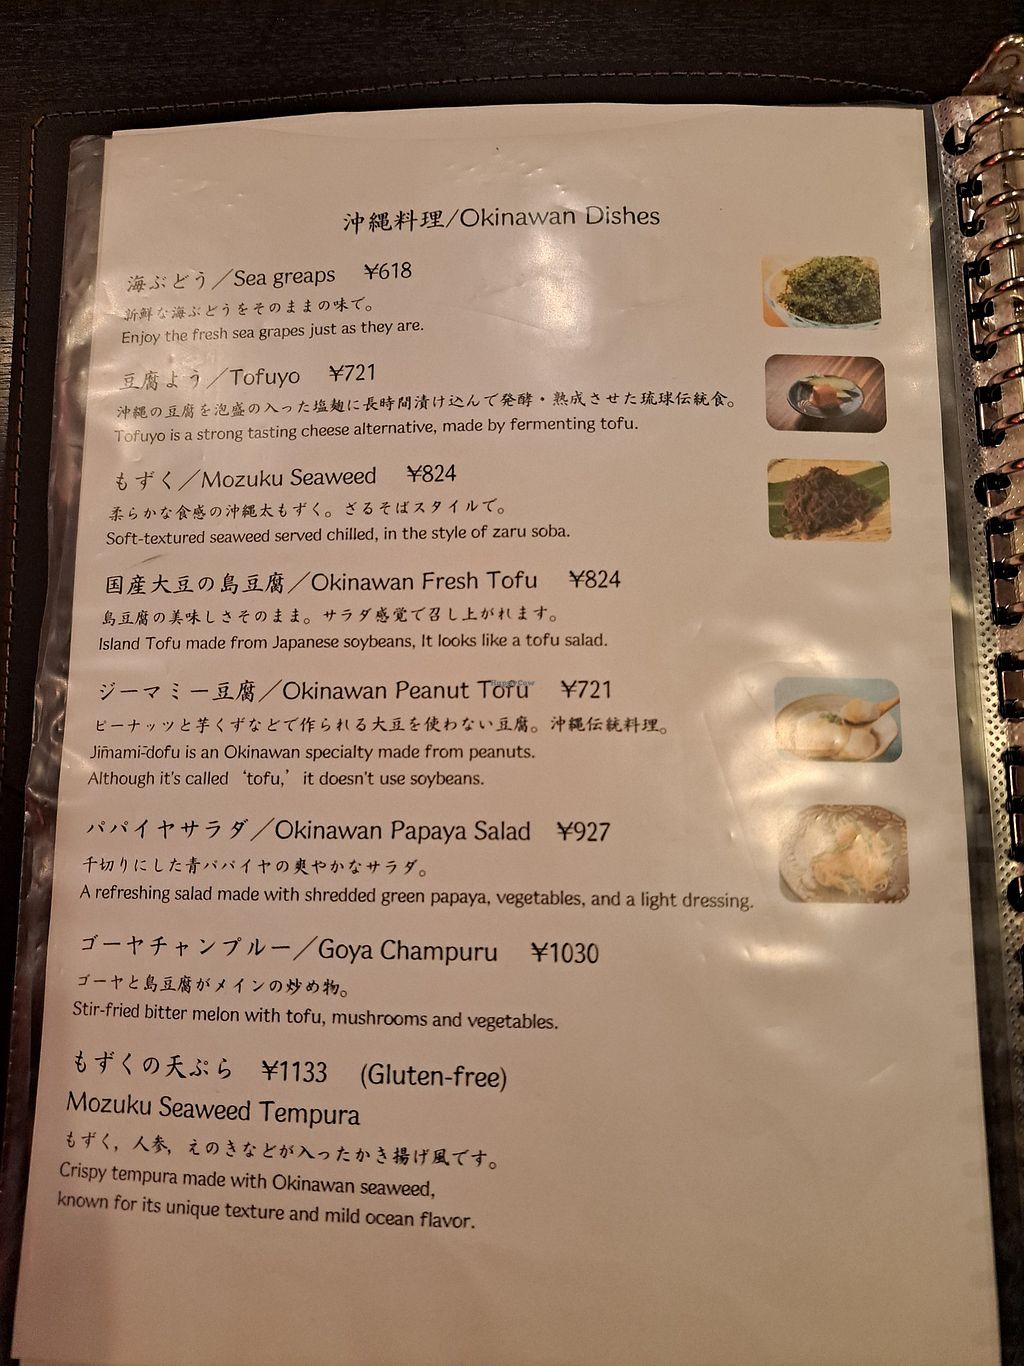 沖縄料理/Okinawan Dishes
海ぶどう／Sea greaps ¥618
新鮮な海ぶどうをそのままの味で。
Enjoy the fresh sea grapes just as they are.
豆腐よう／Tofuyo ¥721
沖縄の豆腐を泡盛の入った塩麹に長時間漬け込んで発酵・熟成させた琉球伝統食。
Tofuyo is a strong tasting cheese alternative, made by fermenting tofu.
もずく／Mozuku Seaweed ¥824
柔らかな食感の沖縄太もずく。ざるそばスタイルで。
Soft-textured seaweed served chilled, in the style of zaru soba.
国産大豆の島豆腐／Okinawan Fresh Tofu ¥824
島豆腐の美味しさそのまま。サラダ感覚で召し上がれます。
Island Tofu made from Japanese soybeans, It looks like a tofu salad.
HappyCow
ジーマミー豆腐／Okinawan Peanut Tofu ¥721
ピーナッツと芋くずなどで作られる大豆を使わない豆腐。沖縄伝統料理。
Jīmamī-dofu is an Okinawan specialty made from peanuts.
Although it's called ‘tofu,’ it doesn't use soybeans.
パパイヤサラダ／Okinawan Papaya Salad ¥927
千切りにした青パパイヤの爽やかなサラダ。
A refreshing salad made with shredded green papaya, vegetables, and a light dressing.
ゴーヤチャンプルー／Goya Champuru ¥1030
ゴーヤと島豆腐がメインの炒め物。
Stir-fried bitter melon with tofu, mushrooms and vegetables.
もずくの天ぷら ¥1133 (Gluten-free)
Mozuku Seaweed Tempura
もずく，人参，えのきなどが入ったかき揚げ風です。
Crispy tempura made with Okinawan seaweed,
known for its unique texture and mild ocean flavor.